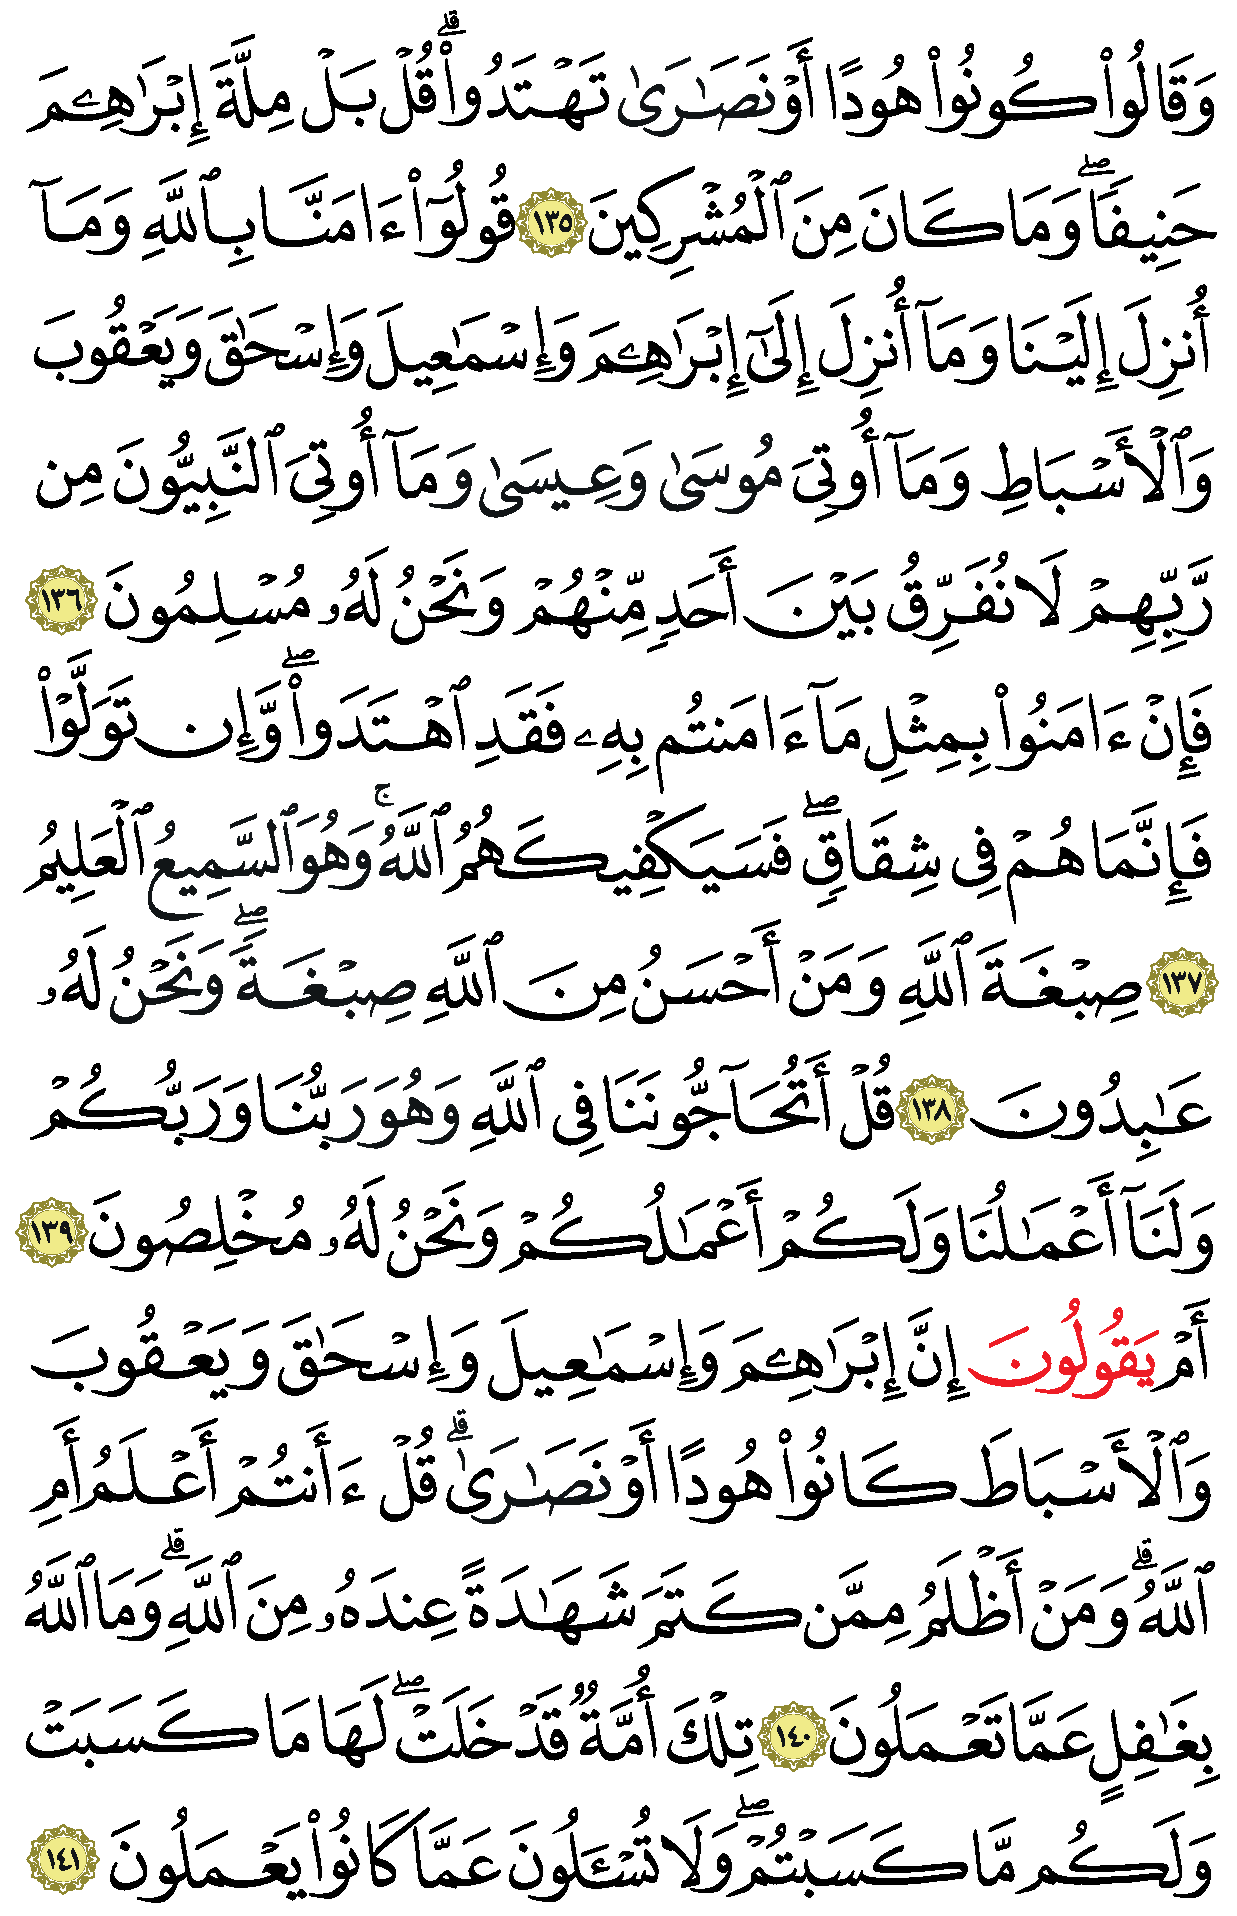 وَقَالُوا۟ كُونُوا۟ هُودًا أَوْ نَصَـٰرَىٰ تَهْتَدُوا۟ ۗ قُلْ بَلْ مِلَّةَ إِبْرَٰهِـۧمَ
حَنِيفًا ۖ وَمَا كَانَ مِنَ ٱلْمُشْرِكِينَ ١٣٥ قُولُوٓا۟ ءَامَنَّا بِٱللَّهِ وَمَآ
أُنزِلَ إِلَيْنَا وَمَآ أُنزِلَ إِلَىٰٓ إِبْرَٰهِـۧمَ وَإِسْمَـٰعِيلَ وَإِسْحَـٰقَ وَيَعْقُوبَ
وَٱلْأَسْبَاطِ وَمَآ أُوتِىَ مُوسَىٰ وَعِيسَىٰ وَمَآ أُوتِىَ ٱلنَّبِيُّونَ مِن
رَّبِّهِمْ لَا نُفَرِّقُ بَيْنَ أَحَدٍ مِّنْهُمْ وَنَحْنُ لَهُۥ مُسْلِمُونَ ١٣٦
فَإِنْ ءَامَنُوا۟ بِمِثْلِ مَآ ءَامَنتُم بِهِۦ فَقَدِ ٱهْتَدَوا۟ ۖ وَّإِن تَوَلَّوْا۟
فَإِنَّمَا هُمْ فِى شِقَاقٍ ۖ فَسَيَكْفِيكَهُمُ ٱللَّهُ ۚ وَهُوَ ٱلسَّمِيعُ ٱلْعَلِيمُ
١٣٧ صِبْغَةَ ٱللَّهِ وَمَنْ أَحْسَنُ مِنَ ٱللَّهِ صِبْغَةً ۖ وَنَحْنُ لَهُۥ
عَـٰبِدُونَ ١٣٨ قُلْ أَتُحَآجُّونَنَا فِى ٱللَّهِ وَهُوَ رَبُّنَا وَرَبُّكُمْ
وَلَنَآ أَعْمَـٰلُنَا وَلَكُمْ أَعْمَـٰلُكُمْ وَنَحْنُ لَهُۥ مُخْلِصُونَ ١٣٩
أَمْ يَقُولُونَ إِنَّ إِبْرَٰهِـۧمَ وَإِسْمَـٰعِيلَ وَإِسْحَـٰقَ وَيَعْقُوبَ
وَٱلْأَسْبَاطَ كَانُوا۟ هُودًا أَوْ نَصَـٰرَىٰ ۗ قُلْ ءَأَنتُمْ أَعْلَمُ أَمِ
ٱللَّهُ ۗ وَمَنْ أَظْلَمُ مِمَّن كَتَمَ شَهَـٰدَةً عِندَهُۥ مِنَ ٱللَّهِ ۗ وَمَا ٱللَّهُ
بِغَـٰفِلٍ عَمَّا تَعْمَلُونَ ١٤٠ تِلْكَ أُمَّةٌ قَدْ خَلَتْ ۖ لَهَا مَا كَسَبَتْ
وَلَكُم مَّا كَسَبْتُمْ ۖ وَلَا تُسْـَٔلُونَ عَمَّا كَانُوا۟ يَعْمَلُونَ ١٤١